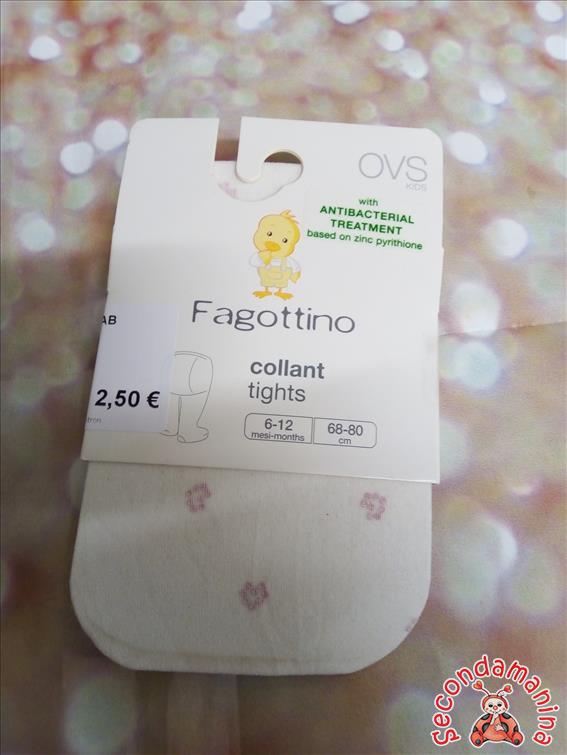 OVS
KIDS
with
ANTIBACTERIAL
TREATMENT
based on zinc pyrithione
Fagottino
AB
2,50 €
collant
tights
6-12
mesi-months
68-80
cm
secondamanina